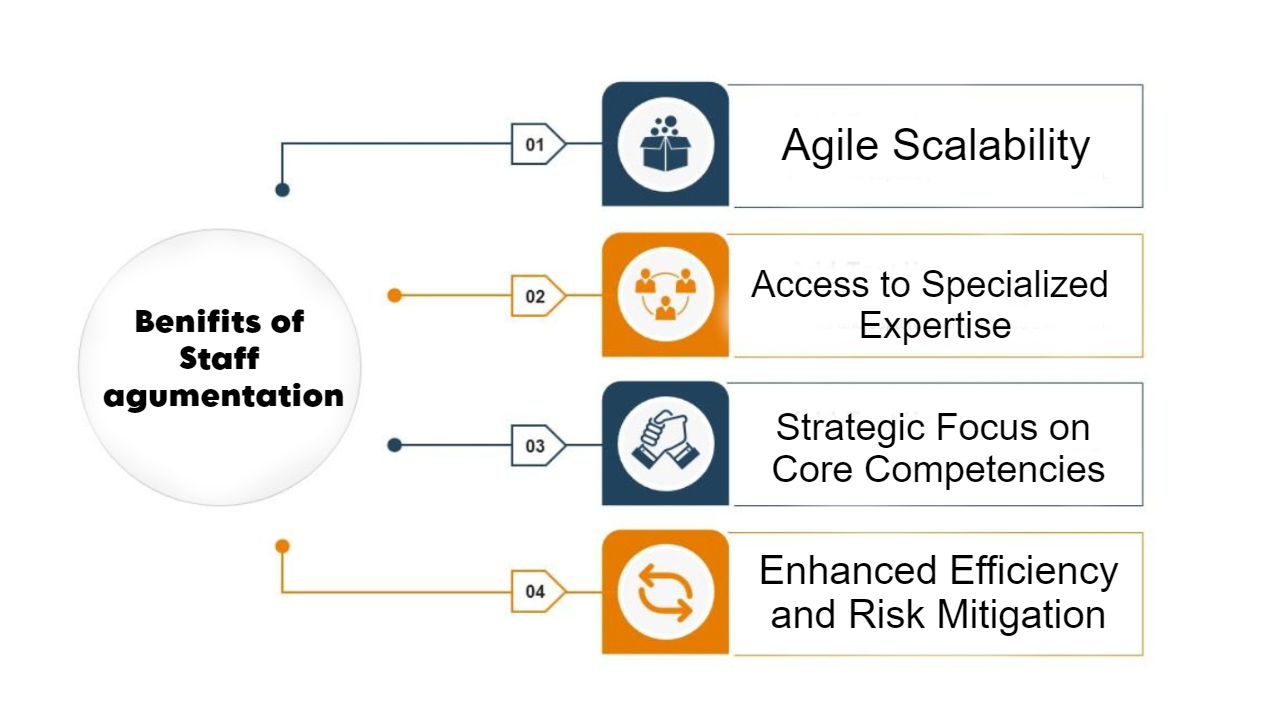 Benifits of
Staff
agumentation
01
Agile Scalability
02
Access to Specialized
Expertise
03
Strategic Focus on
Core Competencies
04
Enhanced Efficiency
and Risk Mitigation